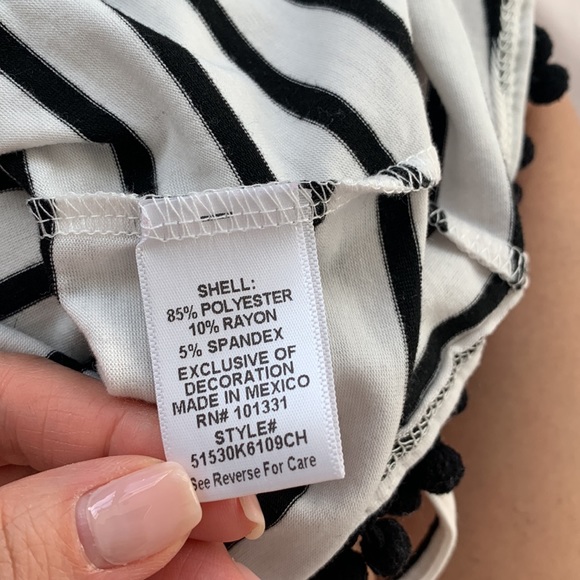 SHELL:
85% POLYESTER
10% RAYON
5% SPANDEX
EXCLUSIVE OF
DECORATION
MADE IN MEXICO
RN# 101331
STYLE#
51530K6109CH
See Reverse For Care